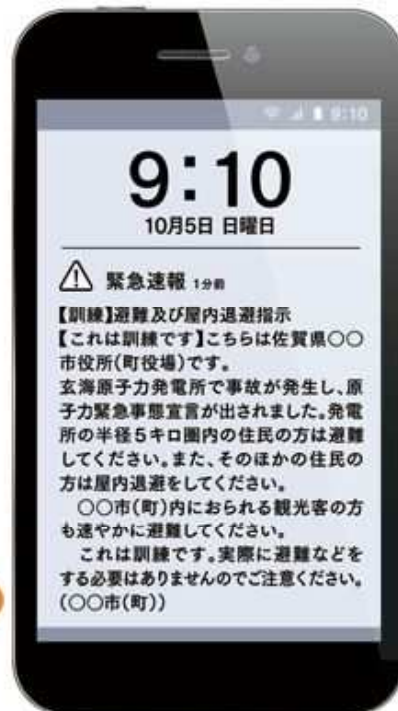 9:10
9:10
10月5日 日曜日
緊急速報 1分前
【訓練】避難及び屋内退避指示
【これは訓練です】こちらは佐賀県○○
市役所(町役場)です。
玄海原子力発電所で事故が発生し、原
子力緊急事態宣言が出されました。発電
所の半径5キロ圏内の住民の方は避難
してください。また、そのほかの住民の
方は屋内退避をしてください。
○○市(町)内におられる観光客の方
も速やかに避難してください。
これは訓練です。実際に避難などを
する必要はありませんのでご注意ください。
(○○市(町))